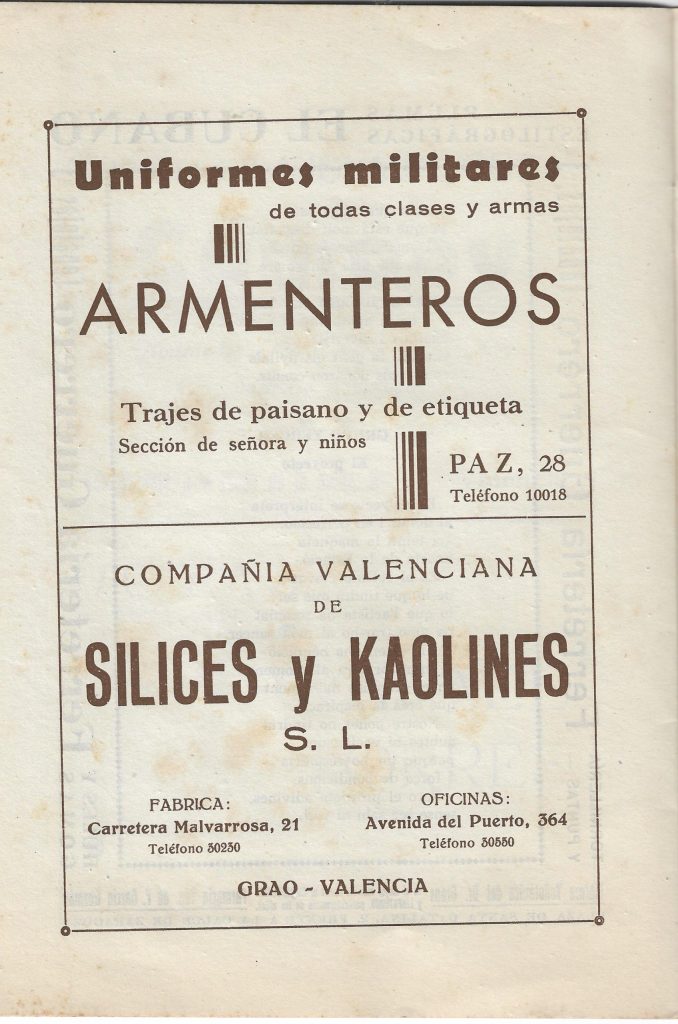 Uniformes militares
de todas clases y armas
ARMENTEROS
Trajes de paisano y de etiqueta
Sección de señora y niños
PAZ, 28
Teléfono 10018
COMPAÑIA VALENCIANA
DE
SILICES y KAOLINES
S. L.
FABRICA:
Carretera Malvarrosa, 21
Teléfono 30230
OFICINAS:
Avenida del Puerto, 364
Teléfono 30550
GRAO - VALENCIA